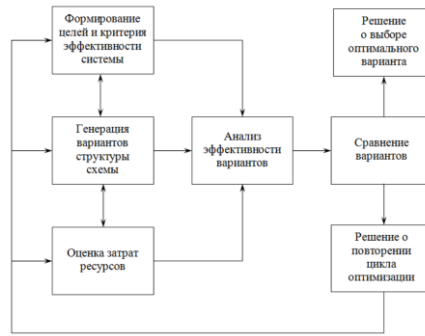 Формирование
целей и критерия
эффективности
системы
Решение
о выборе
оптимального
варианта
Генерация
вариантов
структуры
схемы
Анализ
эффективности
вариантов
Сравнение
вариантов
Оценка затрат
ресурсов
Решение о
повторении
цикла
оптимизации